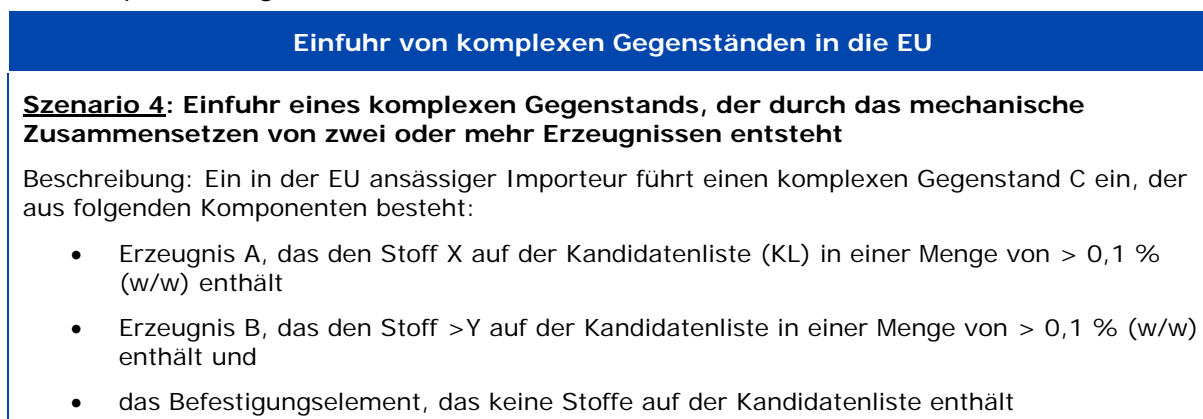 Einfuhr von komplexen Gegenständen in die EU
Szenario 4: Einfuhr eines komplexen Gegenstands, der durch das mechanische
Zusammensetzen von zwei oder mehr Erzeugnissen entsteht
Beschreibung: Ein in der EU ansässiger Importeur führt einen komplexen Gegenstand C ein, der
aus folgenden Komponenten besteht:
• Erzeugnis A, das den Stoff X auf der Kandidatenliste (KL) in einer Menge von > 0,1 %
(w/w) enthält
• Erzeugnis B, das den Stoff >Y auf der Kandidatenliste in einer Menge von > 0,1 % (w/w)
enthält und
• das Befestigungselement, das keine Stoffe auf der Kandidatenliste enthält